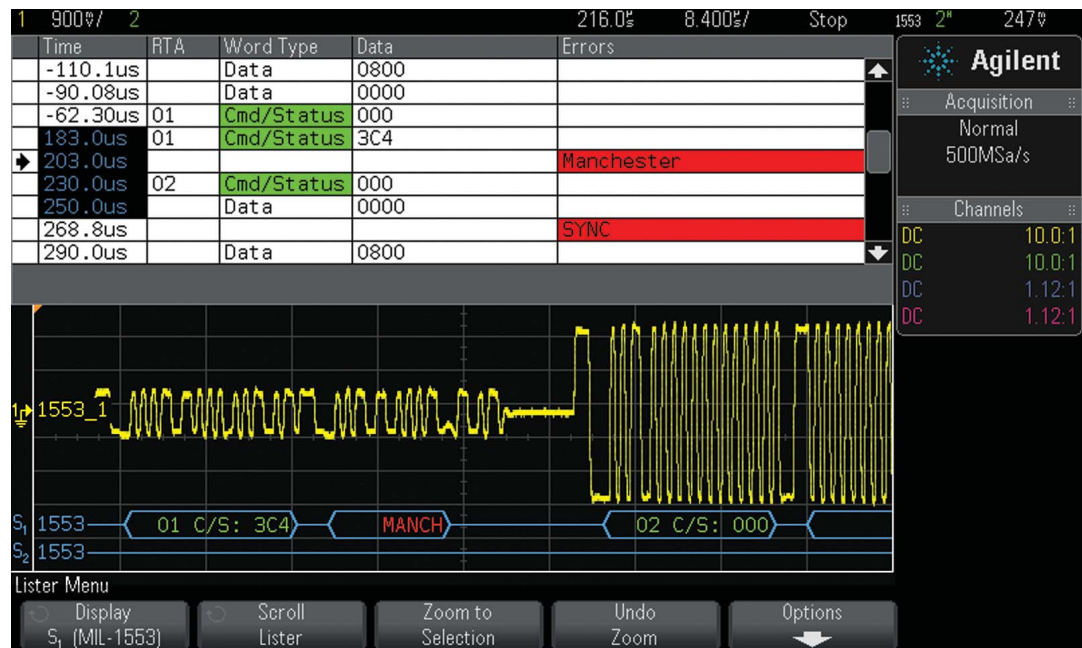 1 900㎷/ 2 216.0㎲ 8.400㎲/ Stop 1553 2 247㎷
Time RTA Word Type Data Errors
-110.1us Data 0800
-90.08us Data 0000
-62.30us 01 Cmd/Status 000
183.0us 01 Cmd/Status 3C4
203.0us Manchester
230.0us 02 Cmd/Status 000
250.0us Data 0000
268.8us SYNC
290.0us Data 0800
Agilent
Acquisition
Normal
500MSa/s
Channels
DC 10.0:1
DC 10.0:1
DC 1.12:1
DC 1.12:1
1553_1
S1 1553 01 C/S: 3C4 MANCH 02 C/S: 000
S2 1553
Lister Menu
Display
S1 (MIL-1553)
Scroll
Lister
Zoom to
Selection
Undo
Zoom
Options